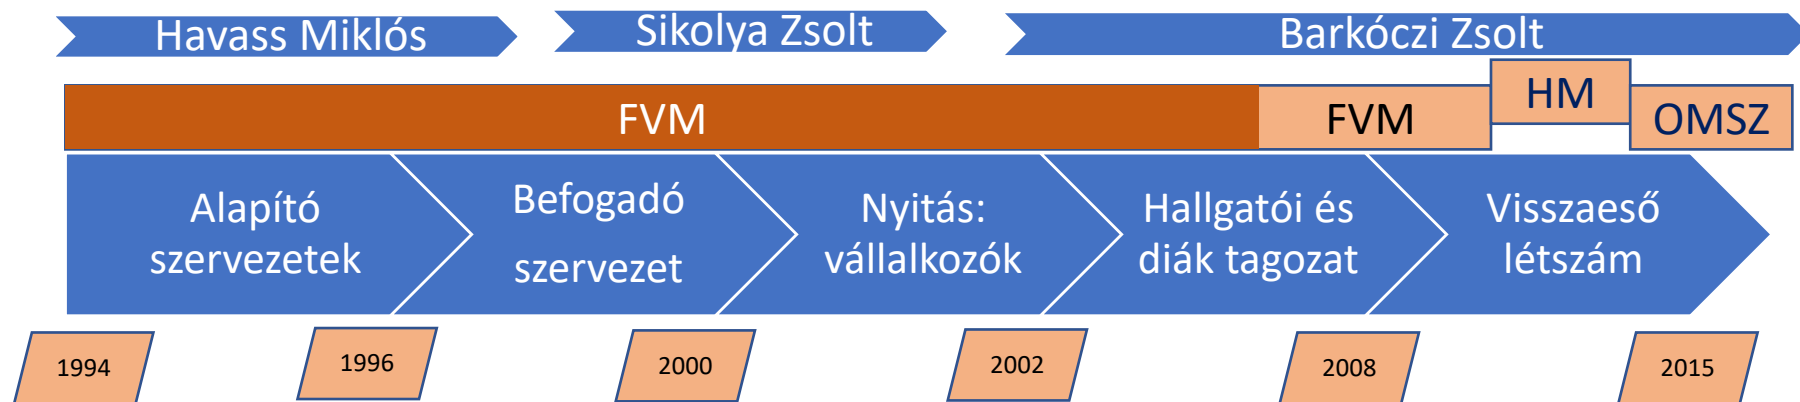 Havass Miklós
Sikolya Zsolt
Barkóczi Zsolt
FVM
FVM
HM
OMSZ
Alapító
szervezetek
Befogadó
szervezet
Nyitás:
vállalkozók
Hallgatói és
diák tagozat
Visszaeső
létszám
1994
1996
2000
2002
2008
2015